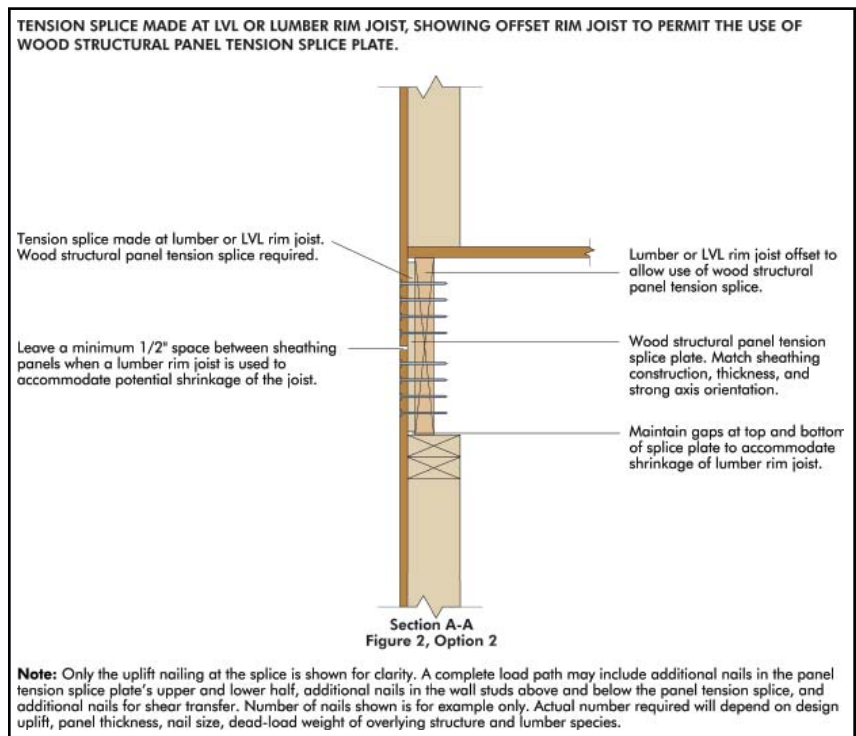 TENSION SPLICE MADE AT LVL OR LUMBER RIM JOIST, SHOWING OFFSET RIM JOIST TO PERMIT THE USE OF
WOOD STRUCTURAL PANEL TENSION SPLICE PLATE.
Tension splice made at lumber or LVL rim joist.
Wood structural panel tension splice required.
Leave a minimum 1/2" space between sheathing
panels when a lumber rim joist is used to
accommodate potential shrinkage of the joist.
Lumber or LVL rim joist offset to
allow use of wood structural
panel tension splice.
Wood structural panel tension
splice plate. Match sheathing
construction, thickness, and
strong axis orientation.
Maintain gaps at top and bottom
of splice plate to accommodate
shrinkage of lumber rim joist.
Section A-A
Figure 2, Option 2
Note: Only the uplift nailing at the splice is shown for clarity. A complete load path may include additional nails in the panel
tension splice plate's upper and lower half, additional nails in the wall studs above and below the panel tension splice, and
additional nails for shear transfer. Number of nails shown is for example only. Actual number required will depend on design
uplift, panel thickness, nail size, dead-load weight of overlying structure and lumber species.